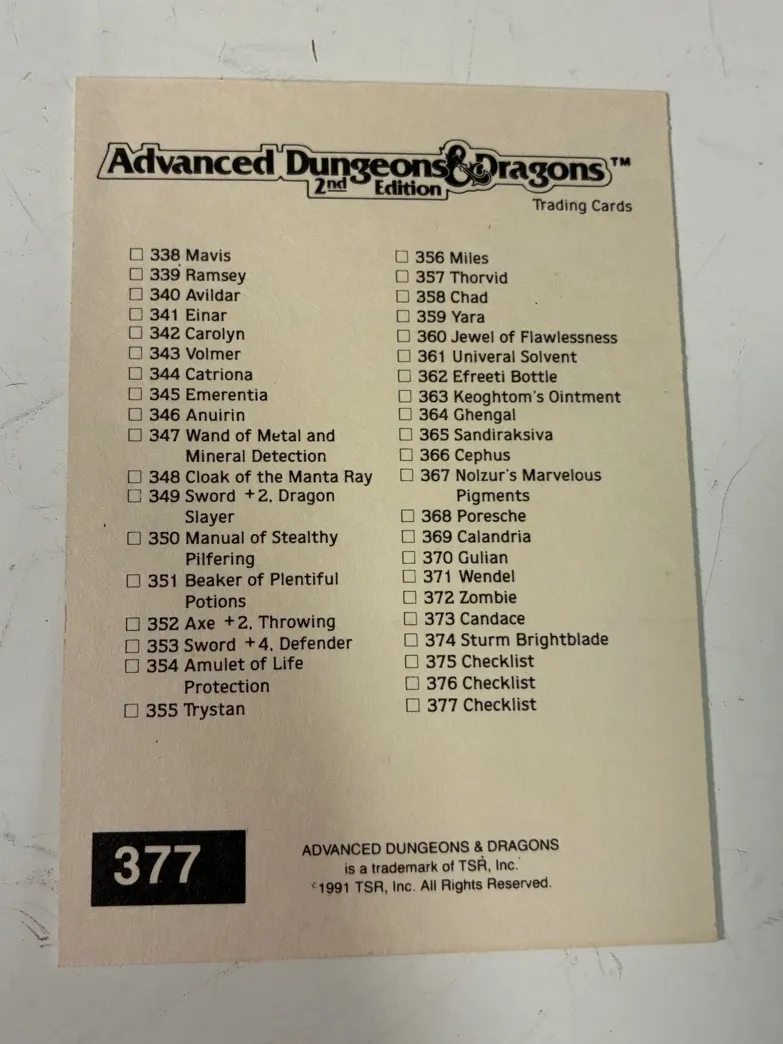 Advanced Dungeons & Dragons™
2nd Edition
Trading Cards
338 Mavis
339 Ramsey
340 Avildar
341 Einar
342 Carolyn
343 Volmer
344 Catriona
345 Emerentia
346 Anuirin
347 Wand of Metal and
Mineral Detection
348 Cloak of the Manta Ray
349 Sword +2, Dragon
Slayer
350 Manual of Stealthy
Pilfering
351 Beaker of Plentiful
Potions
352 Axe +2, Throwing
353 Sword +4, Defender
354 Amulet of Life
Protection
355 Trystan
356 Miles
357 Thorvid
358 Chad
359 Yara
360 Jewel of Flawlessness
361 Univeral Solvent
362 Efreeti Bottle
363 Keoghtom's Ointment
364 Ghengal
365 Sandiraksiva
366 Cephus
367 Nolzur's Marvelous
Pigments
368 Poresche
369 Calandria
370 Gulian
371 Wendel
372 Zombie
373 Candace
374 Sturm Brightblade
375 Checklist
376 Checklist
377 Checklist
377
ADVANCED DUNGEONS & DRAGONS
is a trademark of TSR, Inc.
©1991 TSR, Inc. All Rights Reserved.